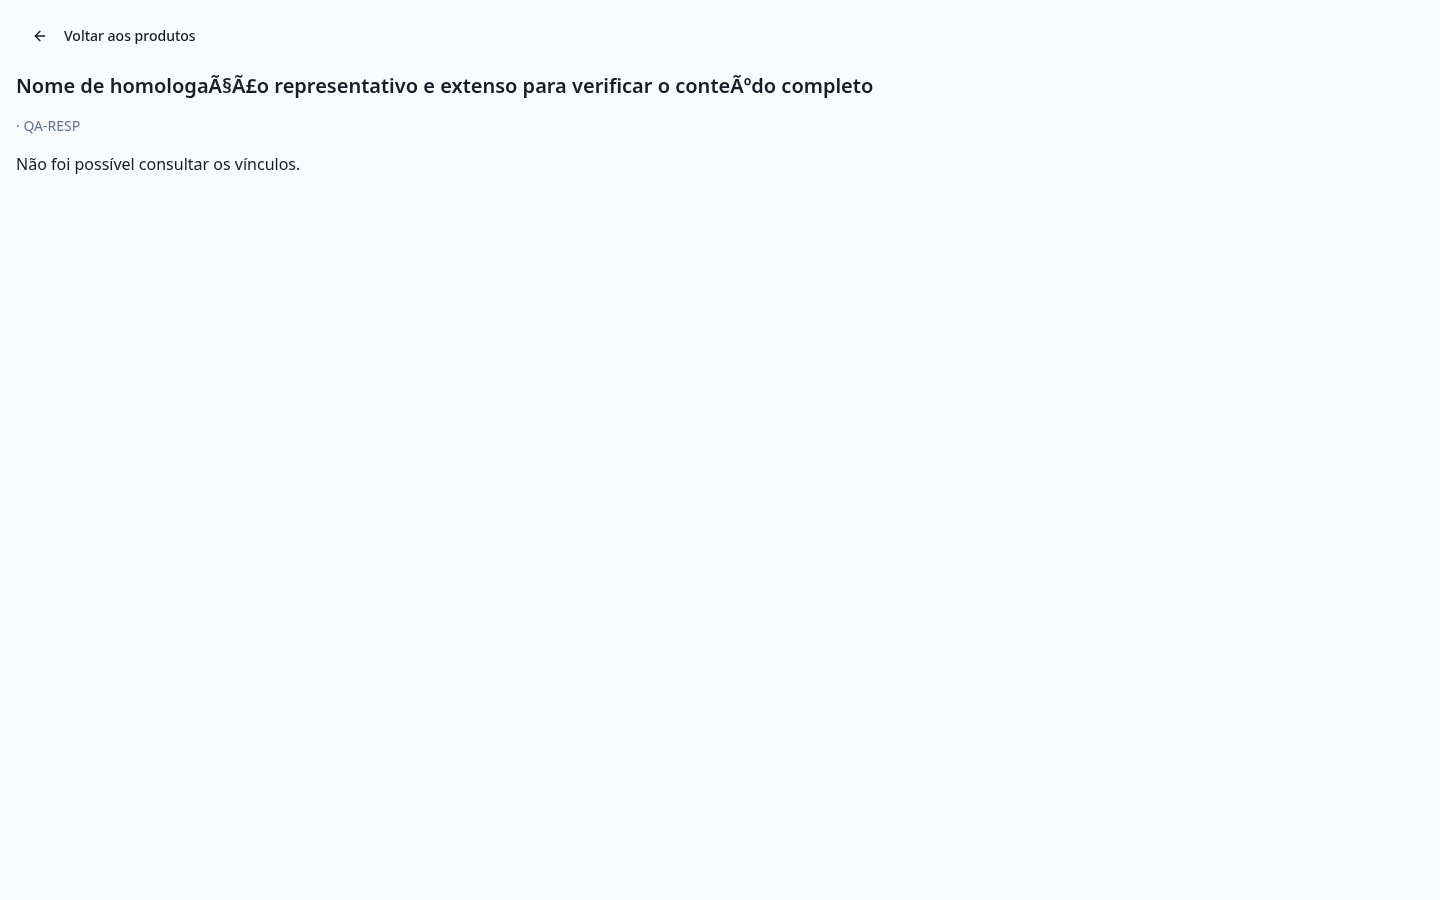 Voltar aos produtos
Nome de homologaÃ§Ã£o representativo e extenso para verificar o conteÃºdo completo
· QA-RESP
Não foi possível consultar os vínculos.